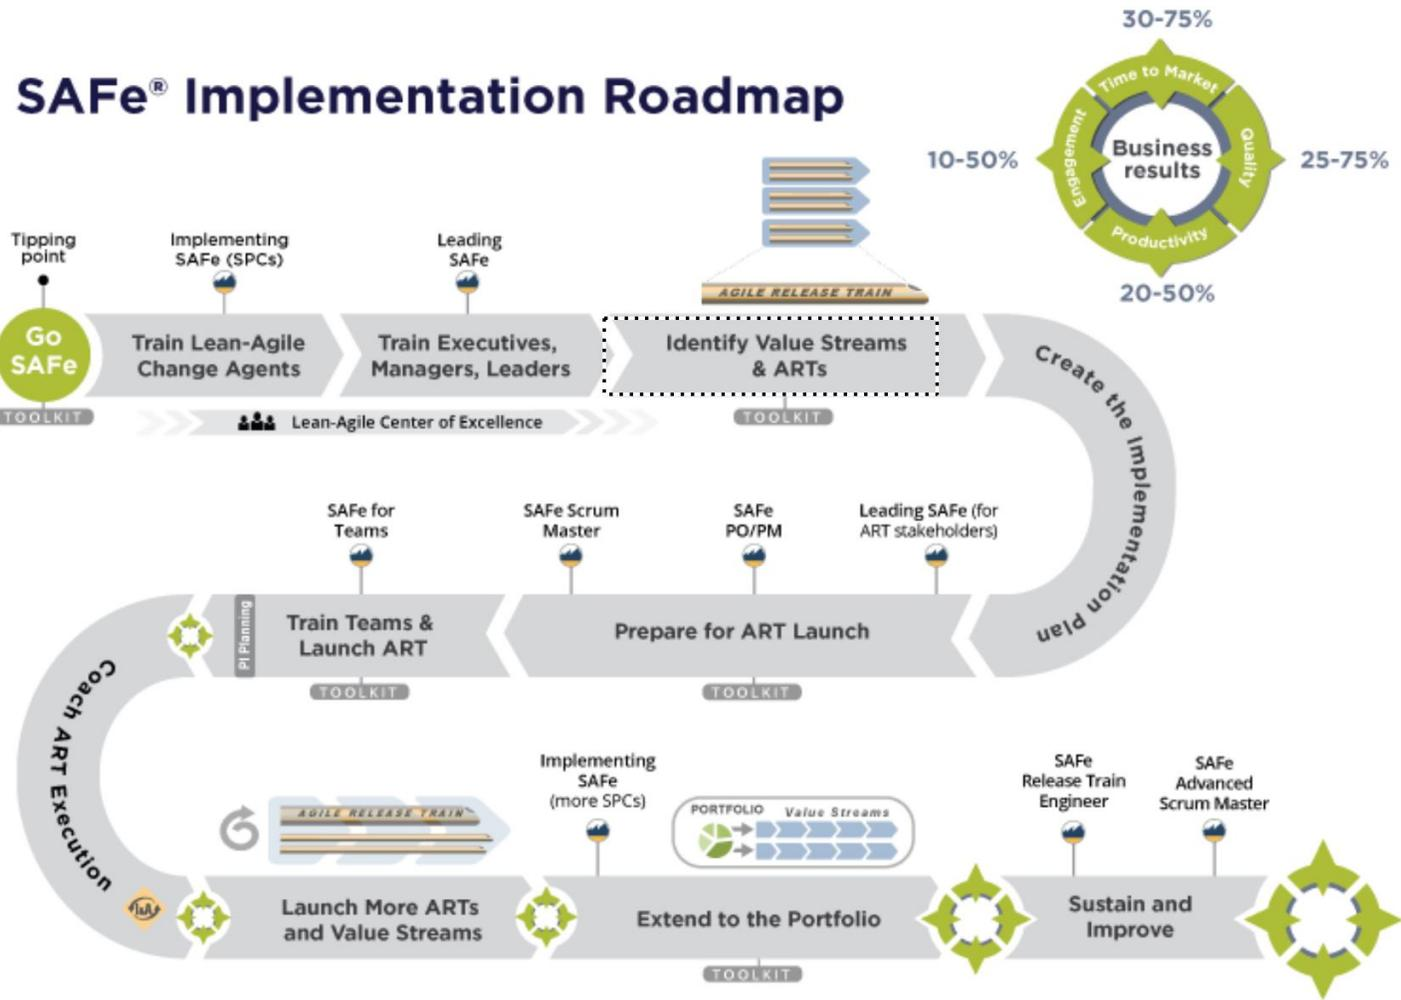 30-75%
SAFe® Implementation Roadmap
Time to Market
Engagement
Business
results
Quality
10-50%
25-75%
Productivity
20-50%
Tipping
point
Implementing
SAFe (SPCs)
Leading
SAFe
AGILE RELEASE TRAIN
Go
SAFe
Train Lean-Agile
Change Agents
Train Executives,
Managers, Leaders
Identify Value Streams
& ARTs
Create the Implementation Plan
TOOLKIT
Lean-Agile Center of Excellence
TOOLKIT
SAFe for
Teams
SAFe Scrum
Master
SAFe
PO/PM
Leading SAFe (for
ART stakeholders)
PI Planning
Train Teams &
Launch ART
Prepare for ART Launch
TOOLKIT
TOOLKIT
Coach ART Execution
I&A
AGILE RELEASE TRAIN
Implementing
SAFe
(more SPCs)
PORTFOLIO
Value Streams
SAFe
Release Train
Engineer
SAFe
Advanced
Scrum Master
Launch More ARTs
and Value Streams
Extend to the Portfolio
Sustain and
Improve
TOOLKIT